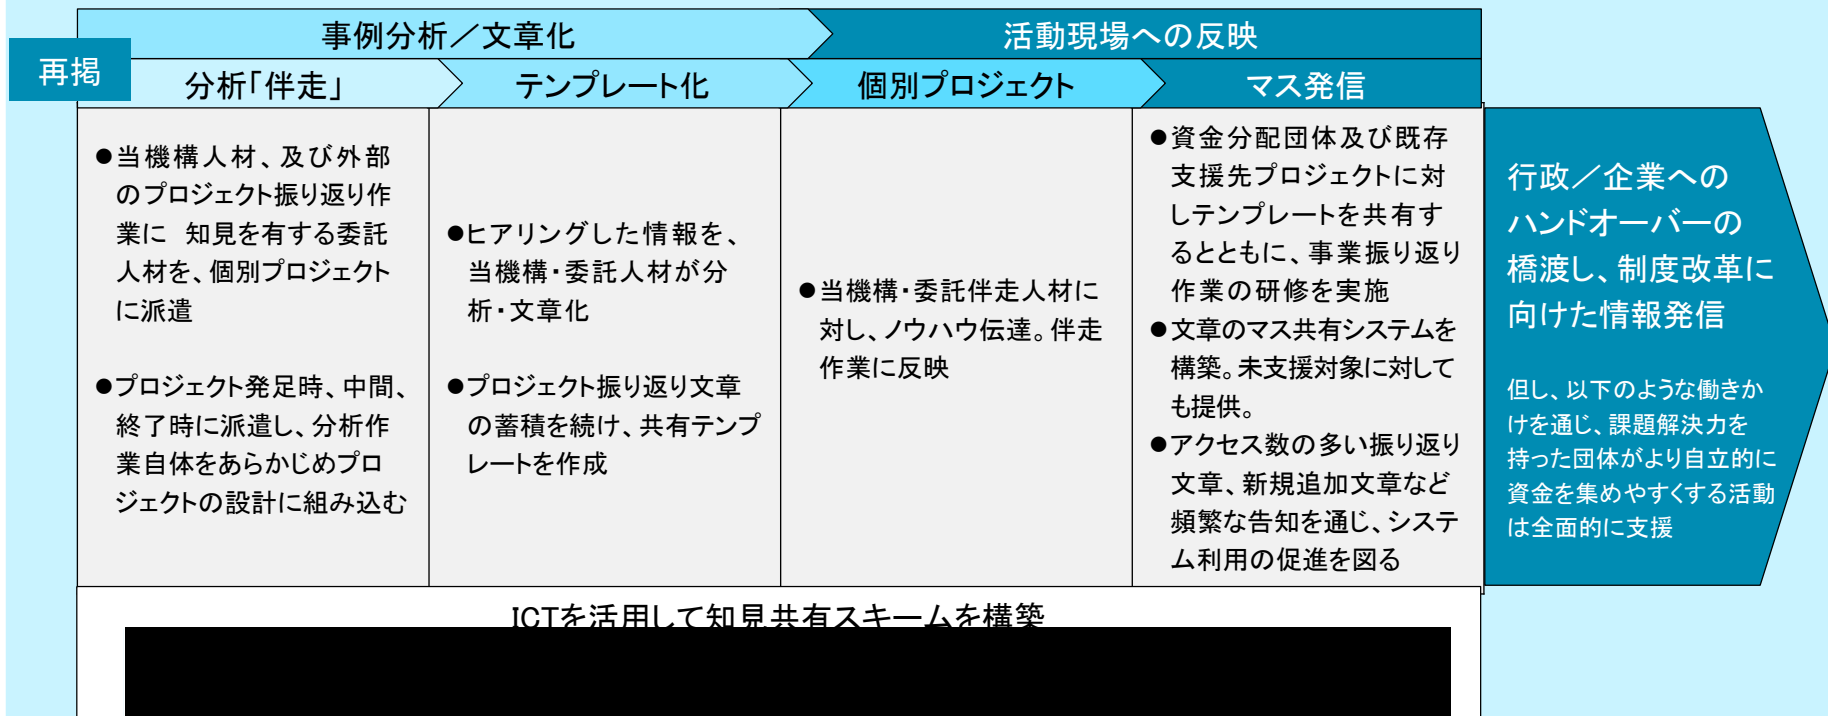 事例分析／文章化
活動現場への反映
再掲
分析「伴走」
テンプレート化
個別プロジェクト
マス発信
●当機構人材、及び外部
のプロジェクト振り返り作
業に　知見を有する委託
人材を、個別プロジェクト
に派遣
●プロジェクト発足時、中間、
終了時に派遣し、分析作
業自体をあらかじめプロ
ジェクトの設計に組み込む
●ヒアリングした情報を、
当機構・委託人材が分
析・文章化
●プロジェクト振り返り文章
の蓄積を続け、共有テンプ
レートを作成
●当機構・委託伴走人材に
対し、ノウハウ伝達。伴走
作業に反映
●資金分配団体及び既存
支援先プロジェクトに対
しテンプレートを共有す
るとともに、事業振り返り
作業の研修を実施
●文章のマス共有システムを
構築。未支援対象に対して
も提供。
●アクセス数の多い振り返り
文章、新規追加文章など
頻繁な告知を通じ、システ
ム利用の促進を図る
行政／企業への
ハンドオーバーの
橋渡し、制度改革に
向けた情報発信
但し、以下のような働きか
けを通じ、課題解決力を
持った団体がより自立的に
資金を集めやすくする活動
は全面的に支援
ICTを活用して知見共有スキームを構築